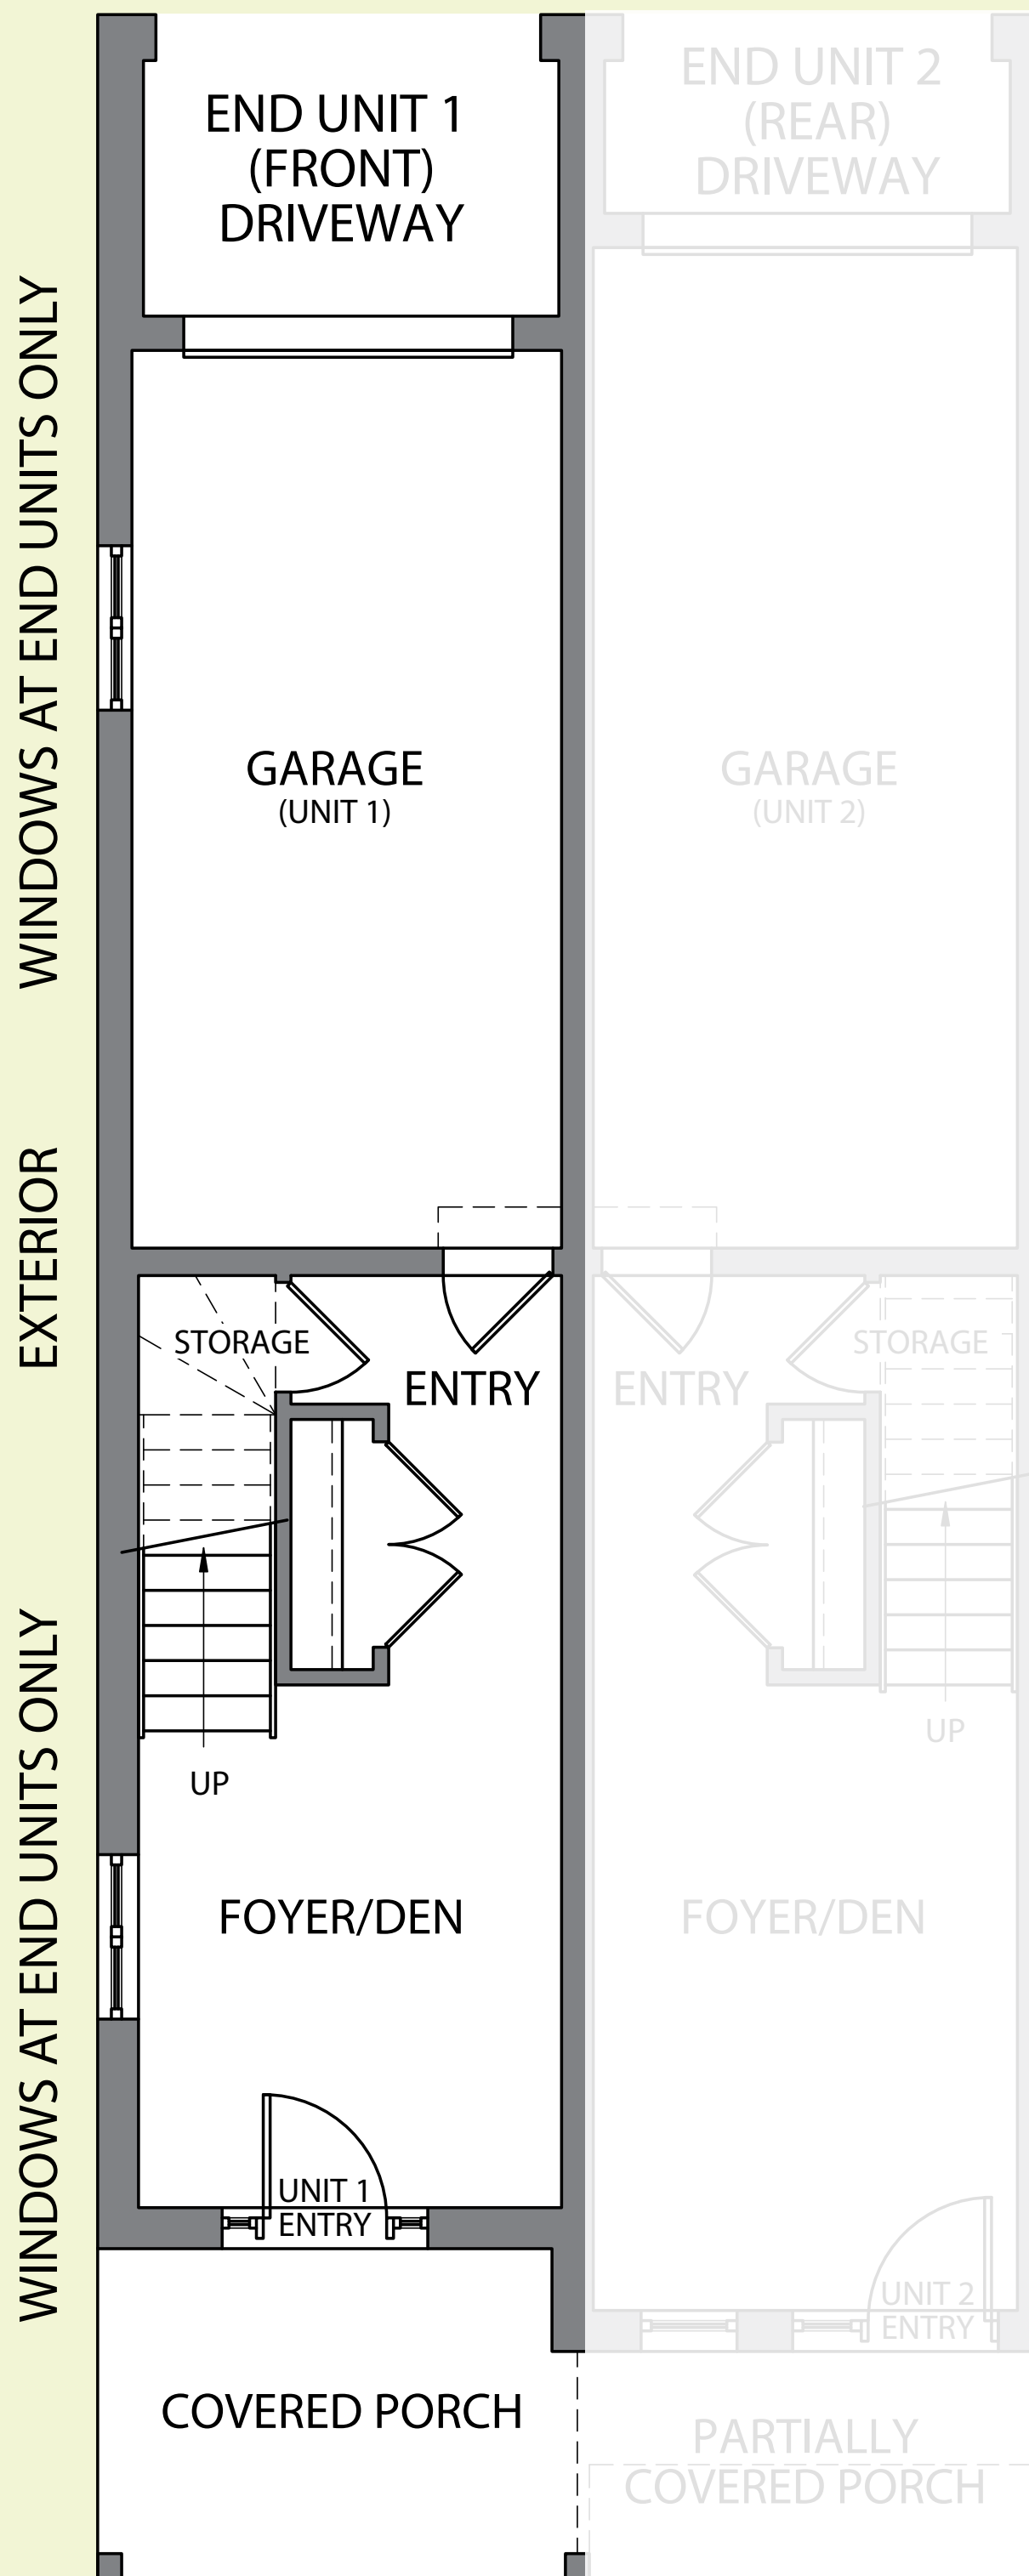 END UNIT 1
(FRONT)
DRIVEWAY
END UNIT 2
(REAR)
DRIVEWAY
WINDOWS AT END UNITS ONLY
GARAGE
(UNIT 1)
GARAGE
(UNIT 2)
EXTERIOR
STORAGE
ENTRY
ENTRY
STORAGE
UP
UP
WINDOWS AT END UNITS ONLY
FOYER/DEN
FOYER/DEN
UNIT 1
ENTRY
UNIT 2
ENTRY
COVERED PORCH
PARTIALLY
COVERED PORCH